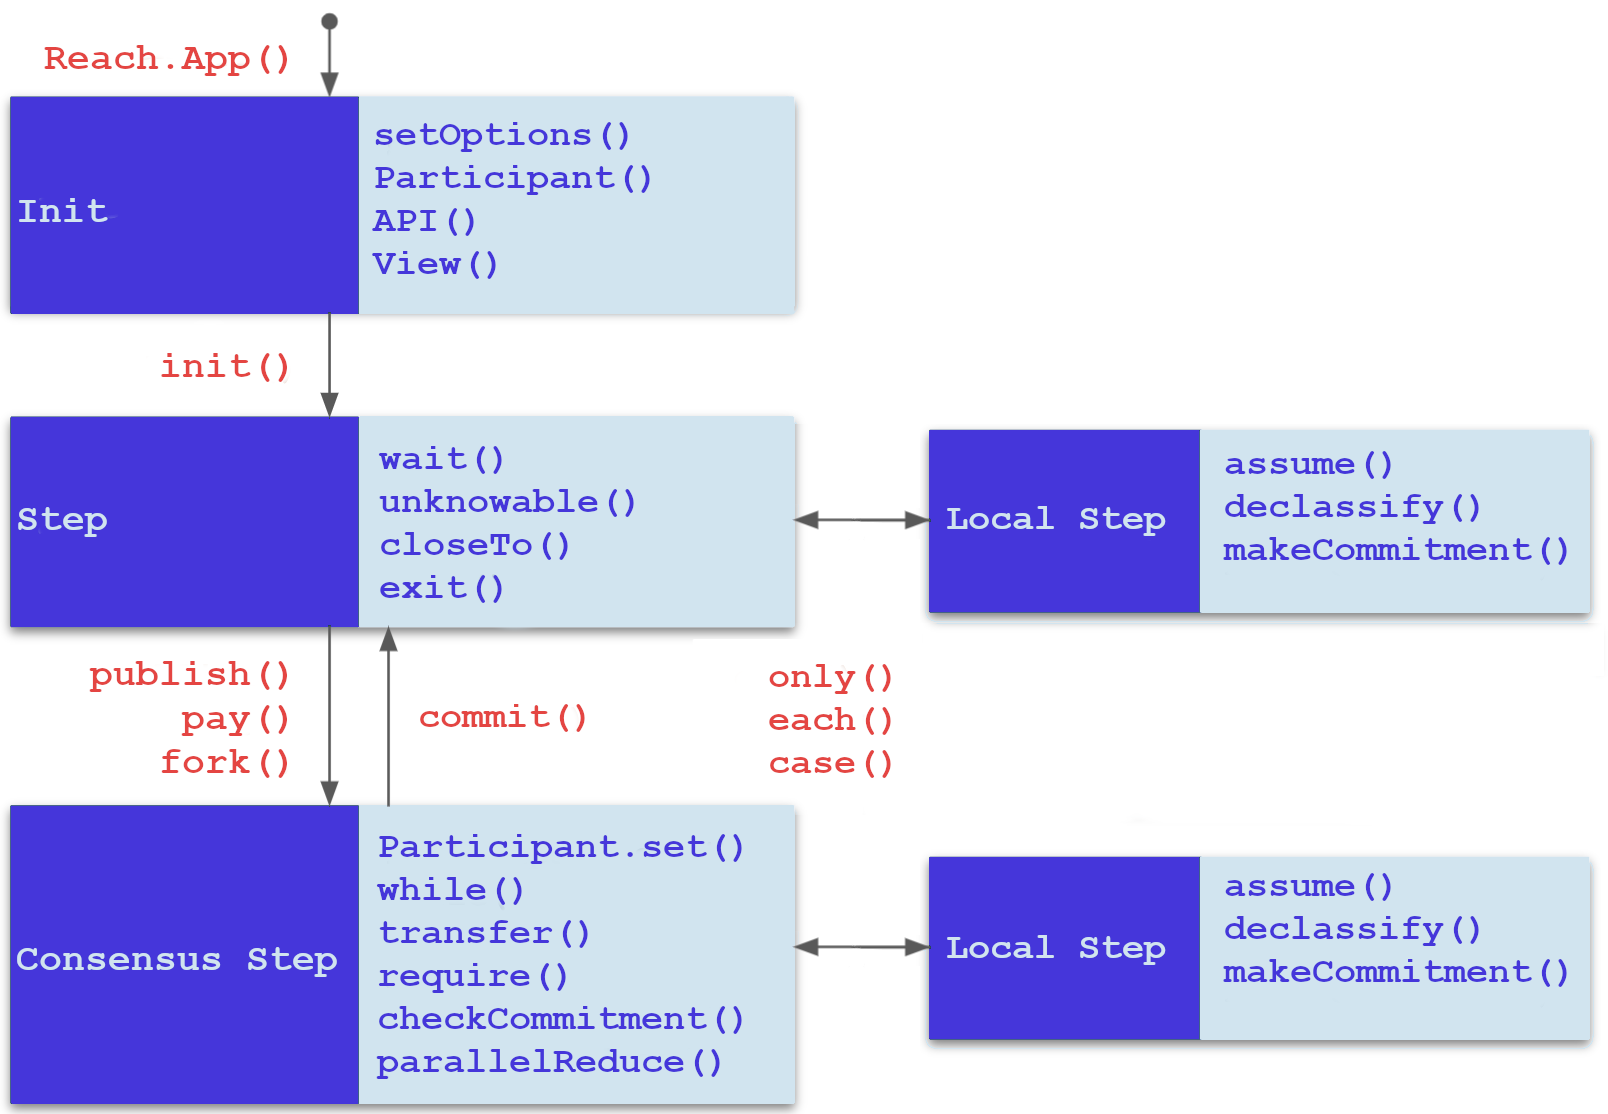 Reach.App()
Init
setOptions()
Participant()
API()
View()
init()
Step
wait()
unknowable()
closeTo()
exit()
Local Step
assume()
declassify()
makeCommitment()
publish()
pay()
fork()
commit()
only()
each()
case()
Consensus Step
Participant.set()
while()
transfer()
require()
checkCommitment()
parallelReduce()
Local Step
assume()
declassify()
makeCommitment()